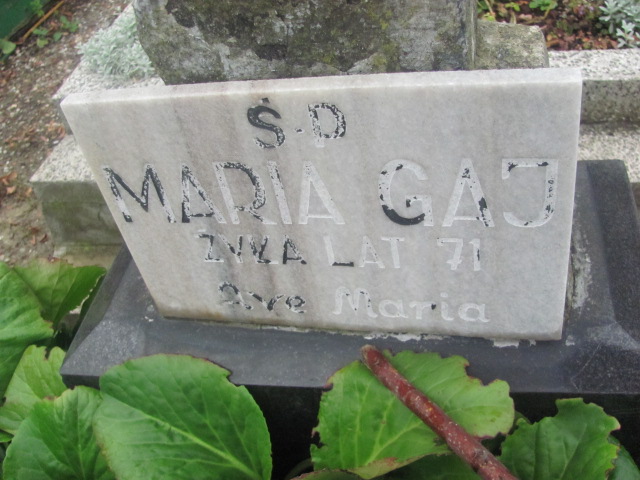 Ś.P
MARIA GAJ
ŻYŁA LAT 71
Ave Maria